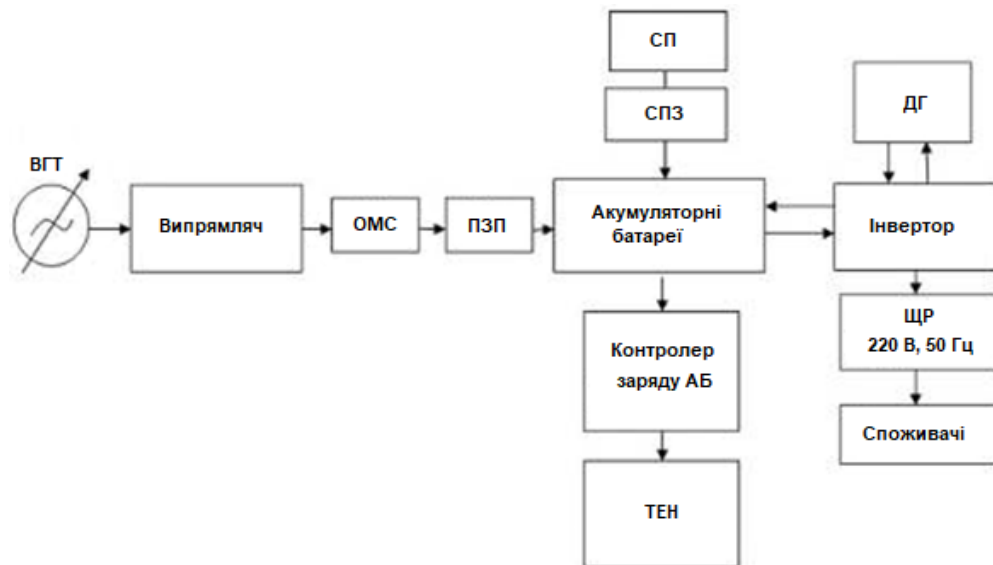 СП
СПЗ
ДГ
ВГТ
Випрямляч
ОМС
ПЗП
Акумуляторні
батареї
Інвертор
ЩР
220 В, 50 Гц
Контролер
заряду АБ
Споживачі
ТЕН